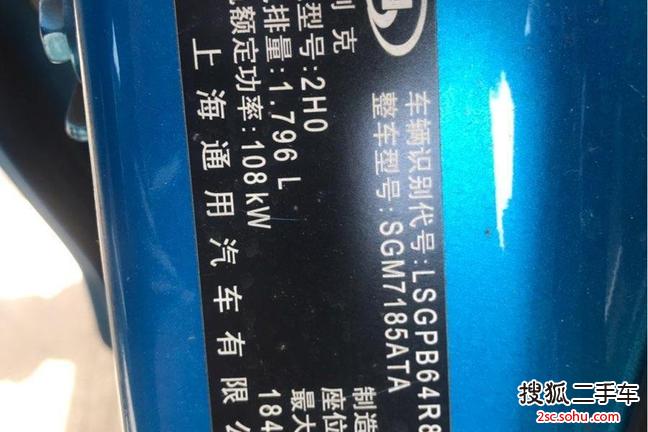 车辆识别代号:LSGPB64R8
整车型号:SGM7185ATA
克
型号:2H0
排量:1.796 L
额定功率:108kW
上海通用汽车有限
制造
座位
最大
184
搜狐二手车
2sc.sohu.com